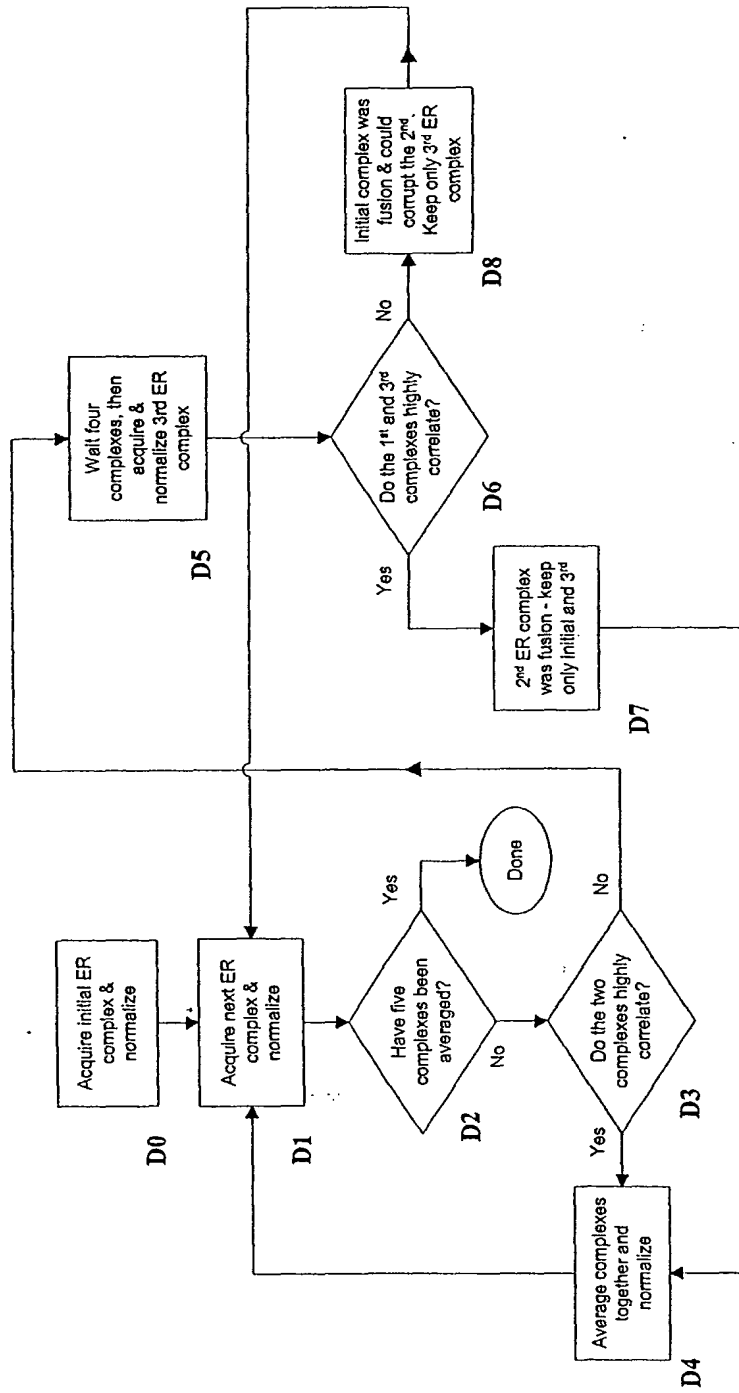 Acquire initial ER
complex &
normalize
D0
Acquire next ER
complex &
normalize
D1
Have five
complexes been
averaged?
D2
Yes
Done
No
Do the two
complexes highly
correlate?
D3
Yes
No
Average complexes
together and
normalize
D4
Wait four
complexes, then
acquire &
normalize 3rd ER
complex
D5
Do the 1st and 3rd
complexes highly
correlate?
D6
Yes
No
2nd ER complex
was fusion - keep
only initial and 3rd
D7
Initial complex was
fusion & could
corrupt the 2nd.
Keep only 3rd ER
complex
D8